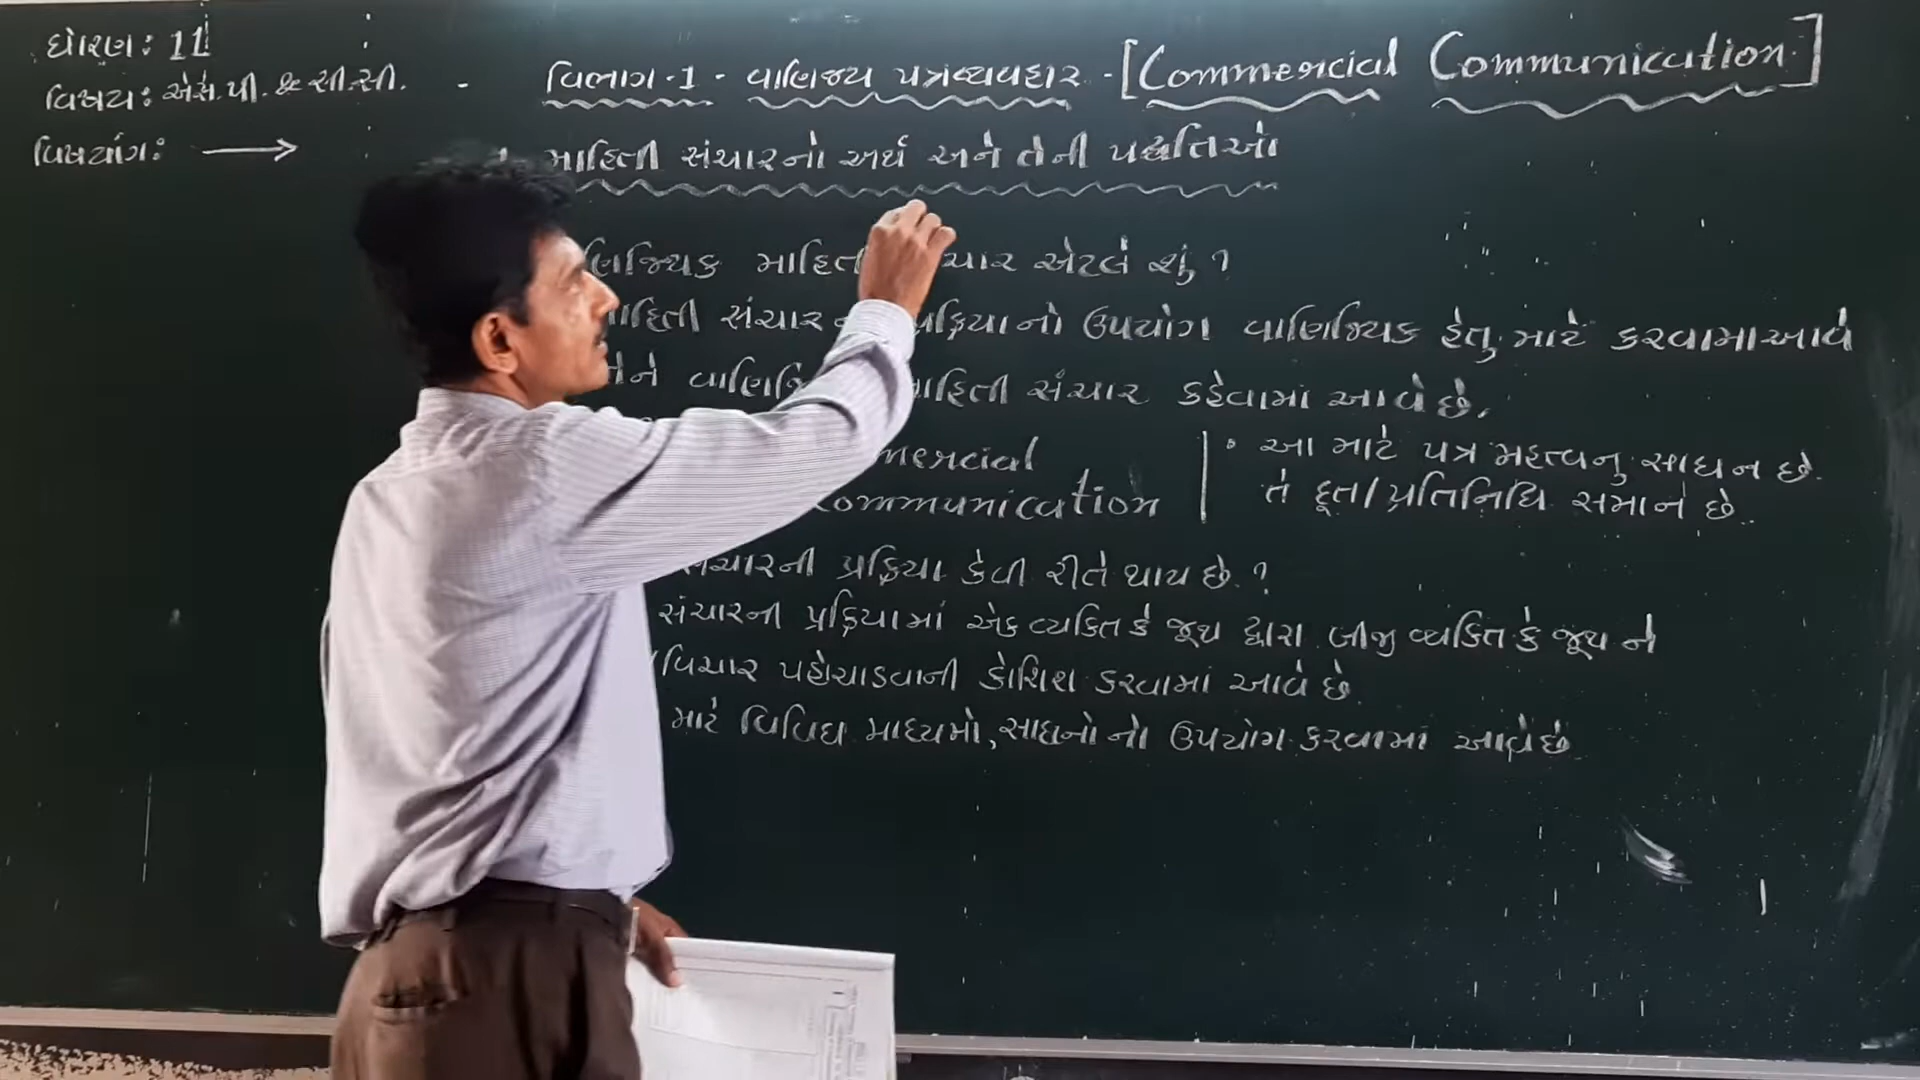 ધોરણ: 11
વિષય: એસ.પી. & સી.સી. -
વિષયાંગ: →
વિભાગ-1 - વાણિજ્ય પત્રવ્યવહાર - [Commercial Communication]
માહિતી સંચારનો અર્થ અને તેની પદ્ધતિઓ
ણિજ્યિક માહિતી ચાર એટલે શું ?
માહિતી સંચાર પ્રક્રિયાનો ઉપયોગ વાણિજ્યિક હેતુ માટે કરવામાઆવે
તેને માહિતી સંચાર કહેવામાં આવે છે.
mercial
communication
• આ માટે પત્ર મહત્વનુ સાધન છે.
તે દૂત/પ્રતિનિધિ સમાન છે.
સંચારની પ્રક્રિયા કેવી રીતે થાય છે. ?
સંચારની પ્રક્રિયામાં એક વ્યકિત કે જૂથ દ્વારા બીજી વ્યકિત કે જૂથ ને
/વિચાર પહોચાડવાની કોશિશ કરવામાં આવે છે.
માટે વિવિધ માધ્યમો, સાધનો નો ઉપયોગ કરવામાં આવે છે